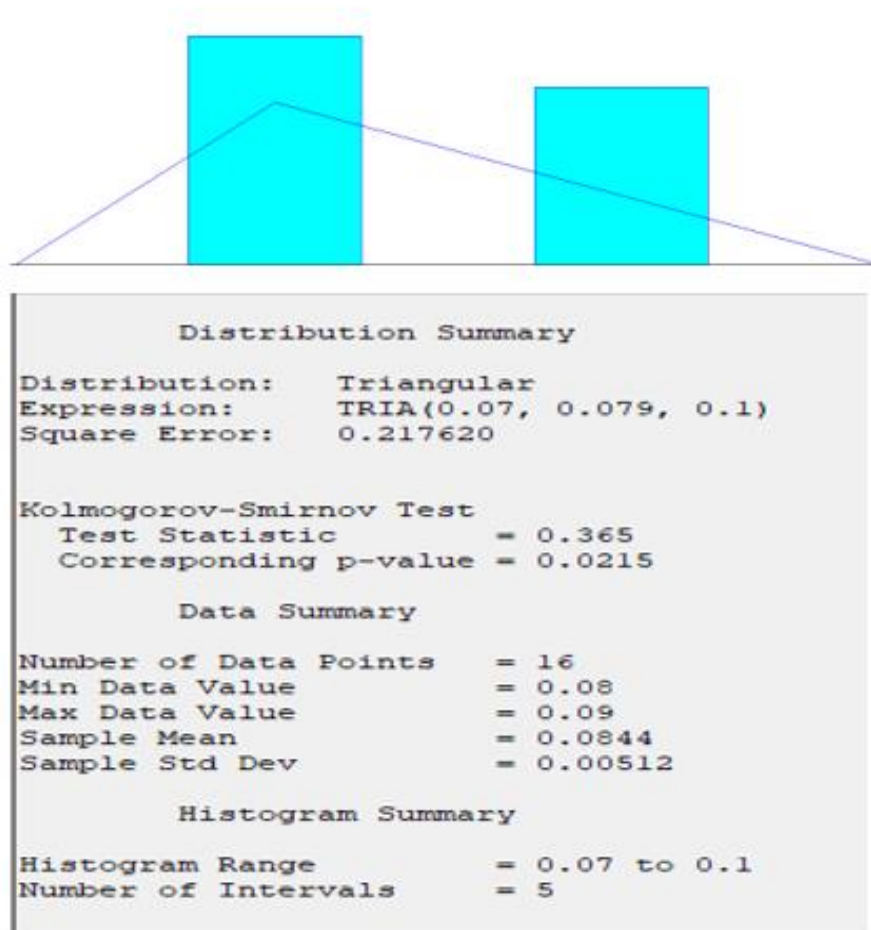 Distribution Summary
Distribution: Triangular
Expression: TRIA(0.07, 0.079, 0.1)
Square Error: 0.217620
Kolmogorov-Smirnov Test
Test Statistic = 0.365
Corresponding p-value = 0.0215
Data Summary
Number of Data Points = 16
Min Data Value = 0.08
Max Data Value = 0.09
Sample Mean = 0.0844
Sample Std Dev = 0.00512
Histogram Summary
Histogram Range = 0.07 to 0.1
Number of Intervals = 5